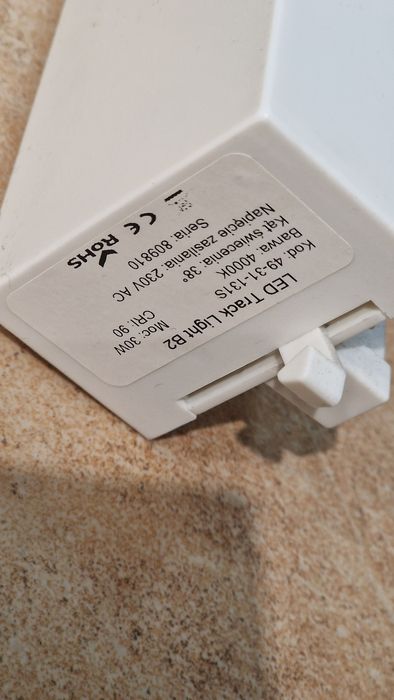 LED Track Light B2
Kod: 49-31-131S Moc: 30W
Barwa: 4000K CRI: 90
Kąt świecenia: 38°
Napięcie zasilania: 230V AC
Seria: 809810
CE RoHS